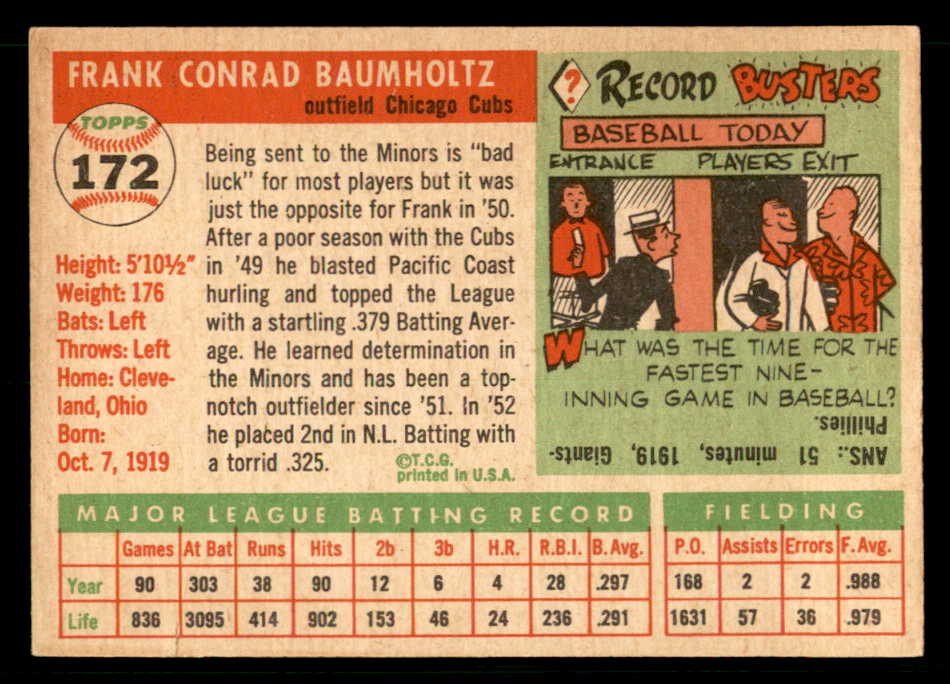 FRANK CONRAD BAUMHOLTZ
outfield Chicago Cubs
TOPPS
172
Height: 5'10½"
Weight: 176
Bats: Left
Throws: Left
Home: Cleve-
land, Ohio
Born:
Oct. 7, 1919
Being sent to the Minors is "bad
luck" for most players but it was
just the opposite for Frank in '50.
After a poor season with the Cubs
in '49 he blasted Pacific Coast
hurling and topped the League
with a startling .379 Batting Aver-
age. He learned determination in
the Minors and has been a top-
notch outfielder since '51. In '52
he placed 2nd in N.L. Batting with
a torrid .325.
©T.C.G.
printed in U.S.A.
? RECORD BUSTERS
BASEBALL TODAY
ENTRANCE PLAYERS EXIT
WHAT WAS THE TIME FOR THE
FASTEST NINE-
INNING GAME IN BASEBALL?
ANS.: 51 minutes, 1919, Giants-
Phillies.
MAJOR LEAGUE BATTING RECORD
Games At Bat Runs Hits 2b 3b H.R. R.B.I. B. Avg.
Year 90 303 38 90 12 6 4 28 .297
Life 836 3095 414 902 153 46 24 236 .291
FIELDING
P.O. Assists Errors F. Avg.
168 2 2 .988
1631 57 36 .979